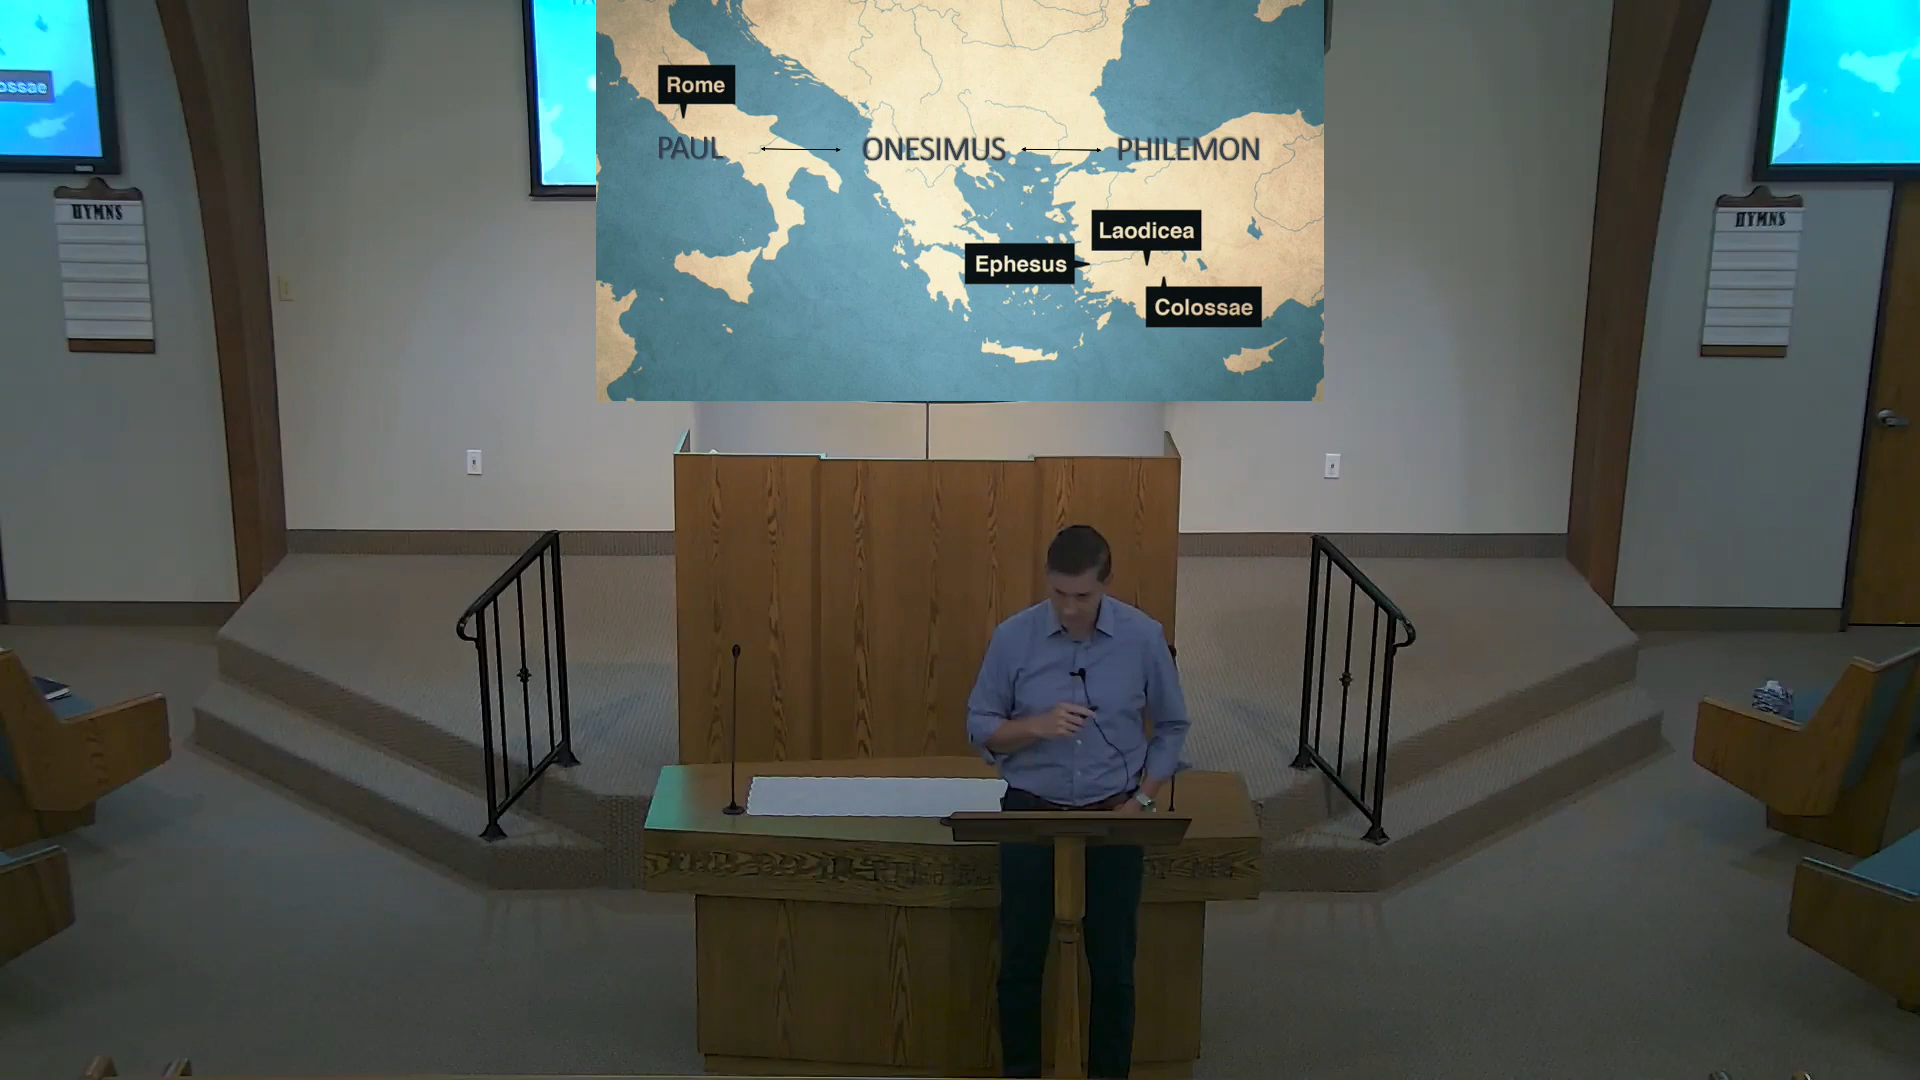 Rome
PAUL
ONESIMUS
PHILEMON
Laodicea
Ephesus
Colossae
ossae
HYMNS
HYMNS